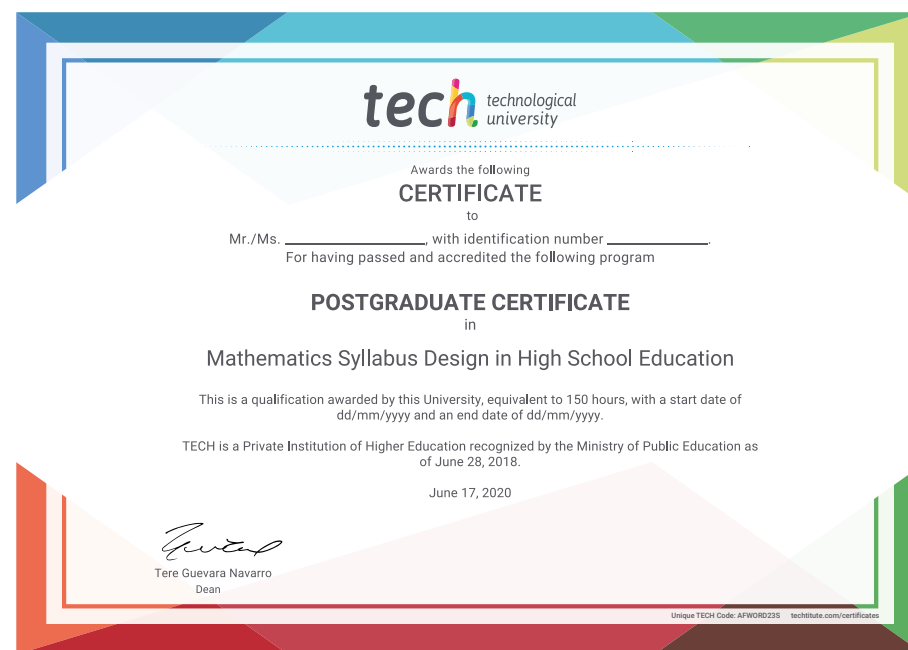 tech technological
university
Awards the following
CERTIFICATE
to
Mr./Ms. ____________, with identification number ____________.
For having passed and accredited the following program
POSTGRADUATE CERTIFICATE
in
Mathematics Syllabus Design in High School Education
This is a qualification awarded by this University, equivalent to 150 hours, with a start date of
dd/mm/yyyy and an end date of dd/mm/yyyy.
TECH is a Private Institution of Higher Education recognized by the Ministry of Public Education as
of June 28, 2018.
June 17, 2020
Tere Guevara Navarro
Dean
Unique TECH Code: AFWORD23S techtitute.com/certificates